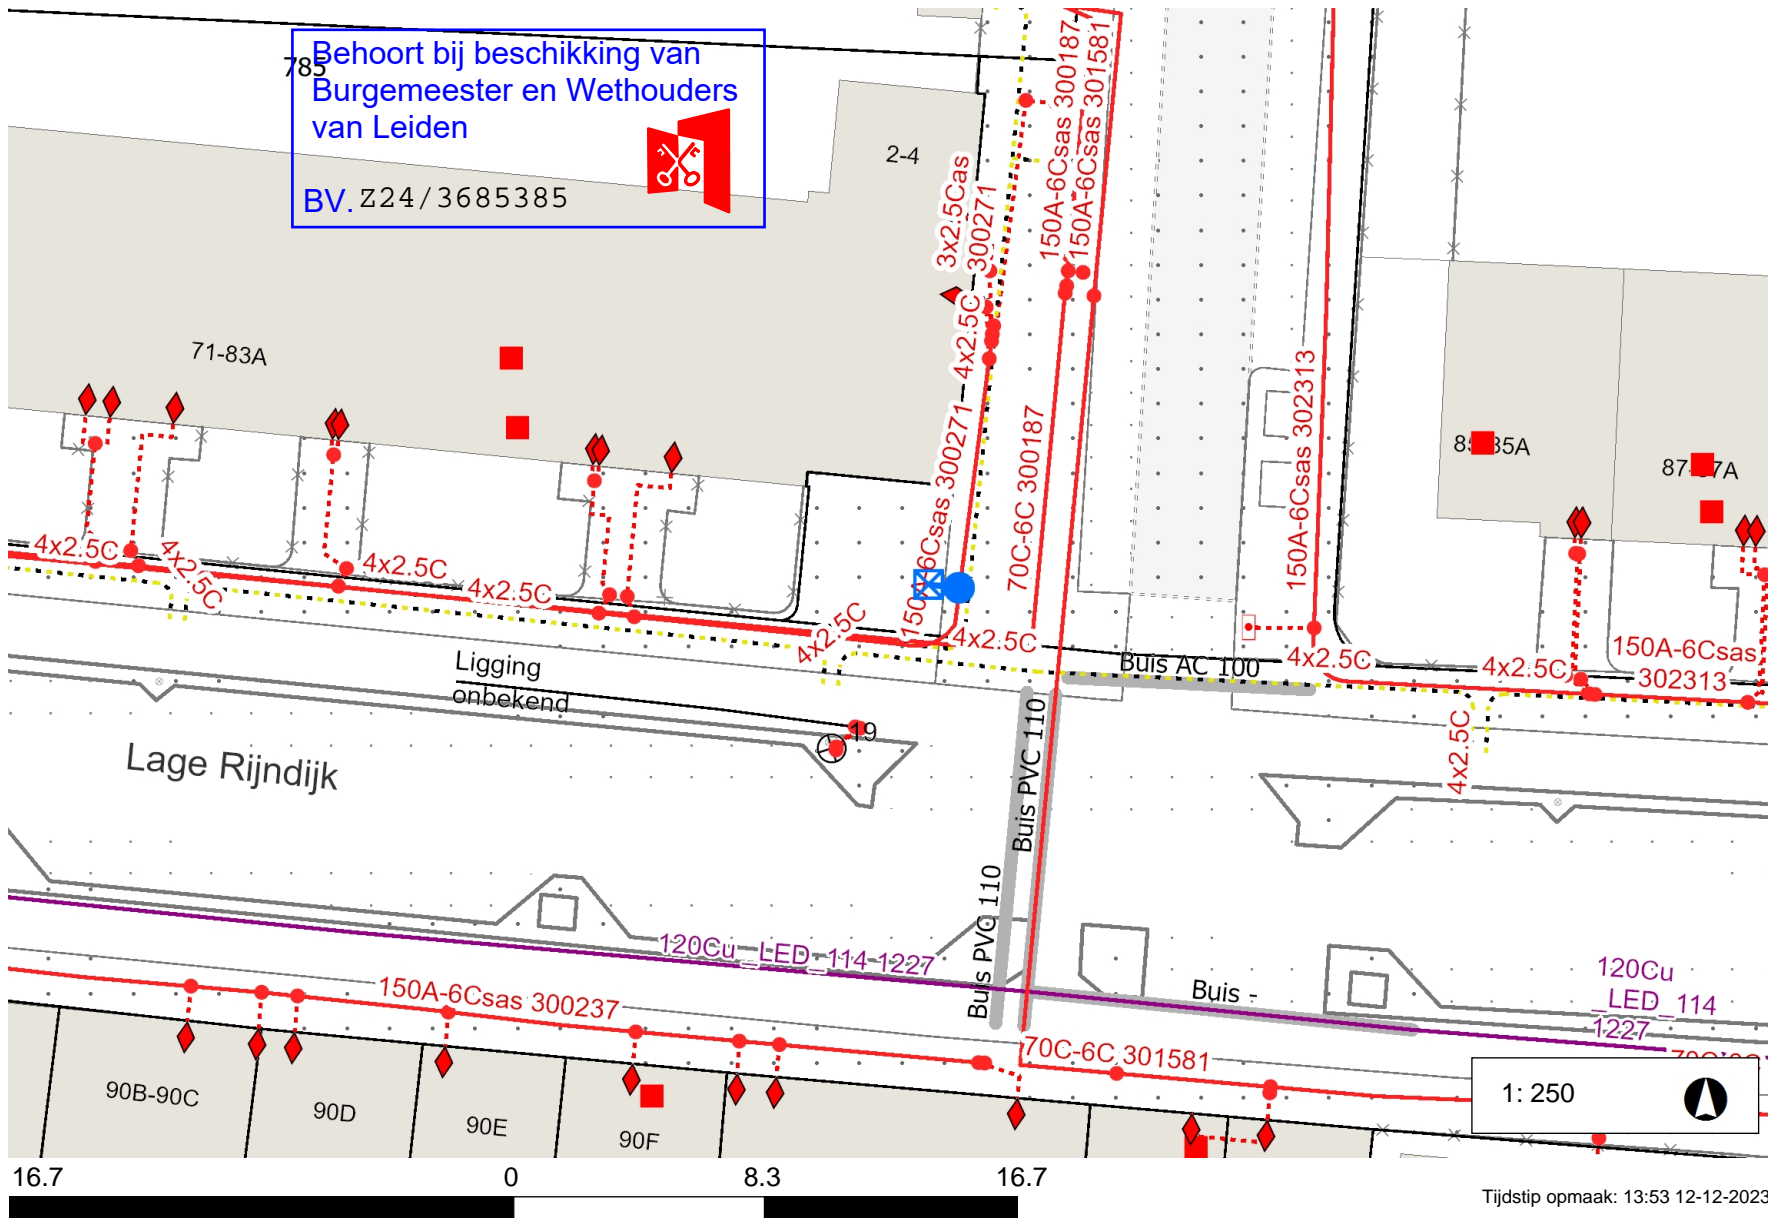 785
Behoort bij beschikking van
Burgemeester en Wethouders
van Leiden
BV. Z24/3685385
2-4
3x2.5Cas
300271
150A-6Csas 300187
150A-6Csas 301581
4x2.5C
71-83A
150A-6Csas 300271
70C-6C 300187
150A-6Csas 302313
4x2.5C
4x2.5C
4x2.5C
4x2.5C
4x2.5C
4x2.5C
Buis AC 100
4x2.5C
4x2.5C
150A-6Csas
302313
4x2.5C
Ligging
onbekend
19
Lage Rijndijk
Buis PVC 110
Buis PVC 110
120Cu _LED_114 1227
Buis -
120Cu
_LED_114
1227
150A-6Csas 300237
70C-6C 301581
90B-90C
90D
90E
90F
1: 250
16.7
0
8.3
16.7
Tijdstip opmaak: 13:53 12-12-2023